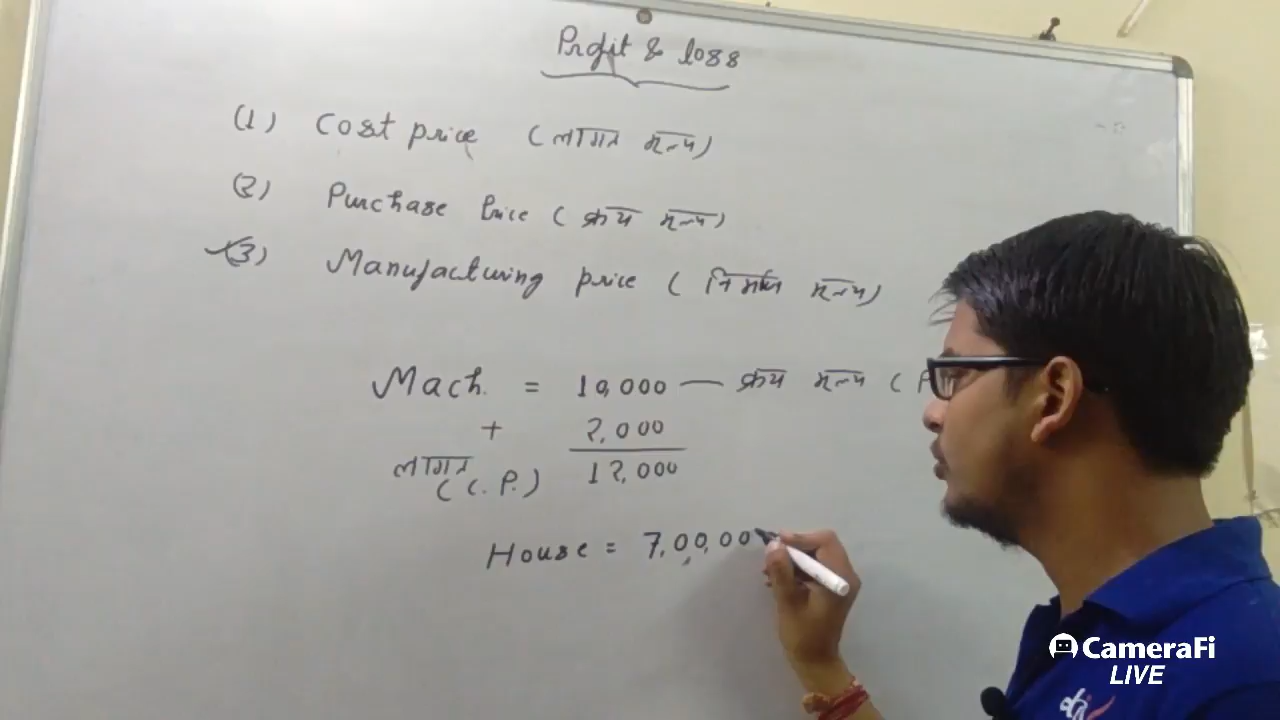 Profit & loss
(1) Cost price (लागत मूल्य)
(2) Purchase Price (क्रय मूल्य)
(3) Manufacturing price (निर्माण मूल्य)
Mach. = 10,000 — क्रय मूल्य (P
+ 2,000
लागत (C.P.) 12,000
House = 7,00,00
CameraFi
LIVE